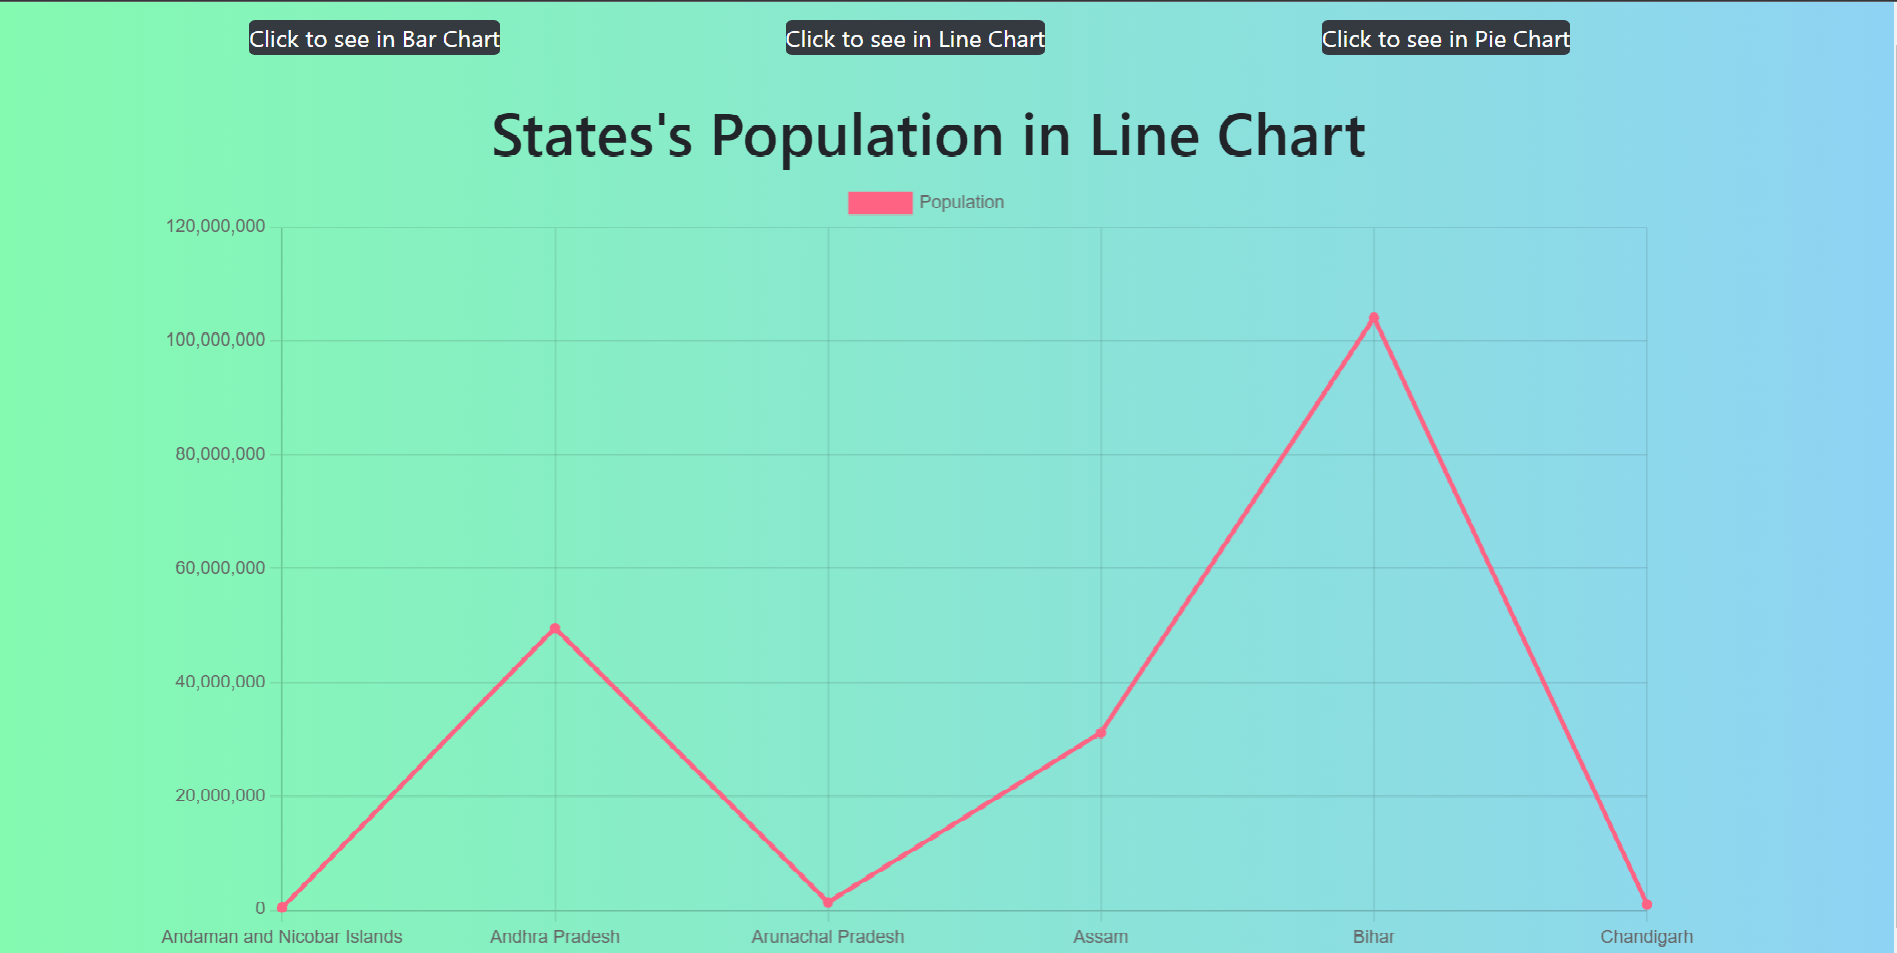 Click to see in Bar Chart
Click to see in Line Chart
Click to see in Pie Chart
States's Population in Line Chart
Population
120,000,000
100,000,000
80,000,000
60,000,000
40,000,000
20,000,000
0
Andaman and Nicobar Islands
Andhra Pradesh
Arunachal Pradesh
Assam
Bihar
Chandigarh